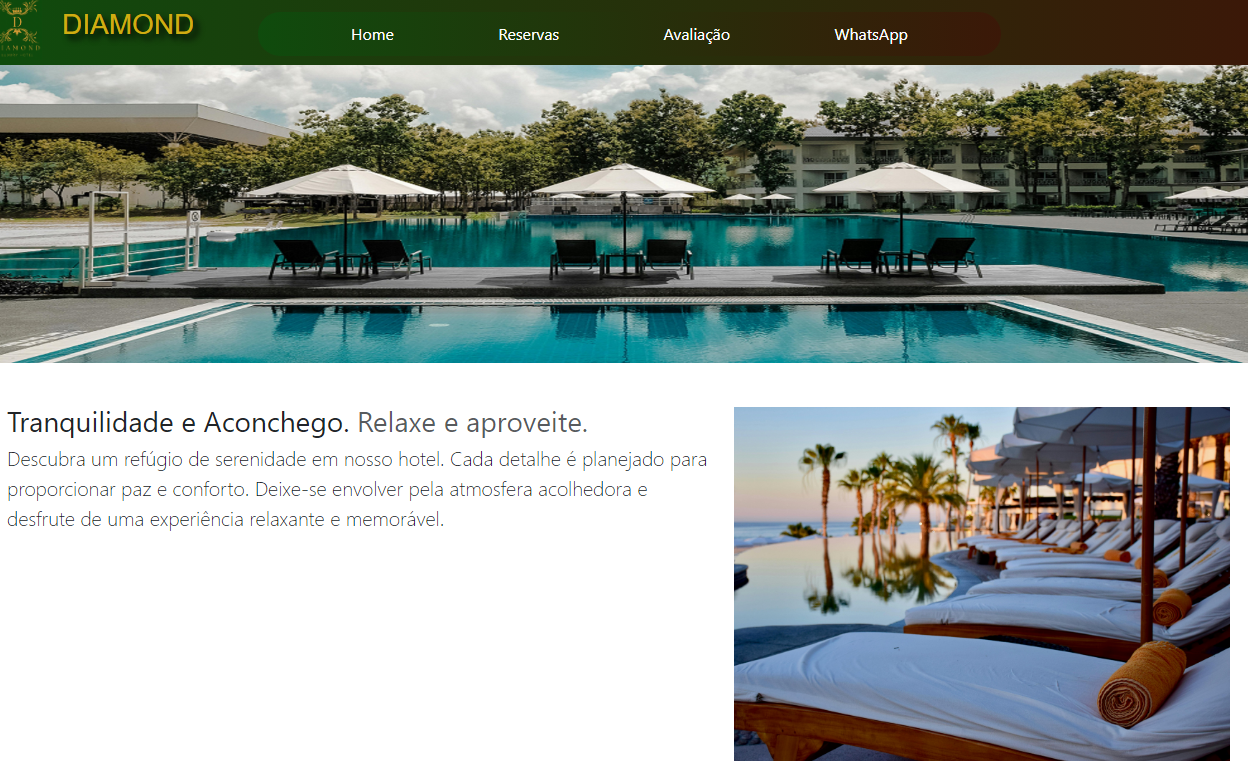 DIAMOND
Home
Reservas
Avaliação
WhatsApp
D
Tranquilidade e Aconchego. Relaxe e aproveite.
Descubra um refúgio de serenidade em nosso hotel. Cada detalhe é planejado para
proporcionar paz e conforto. Deixe-se envolver pela atmosfera acolhedora e
desfrute de uma experiência relaxante e memorável.